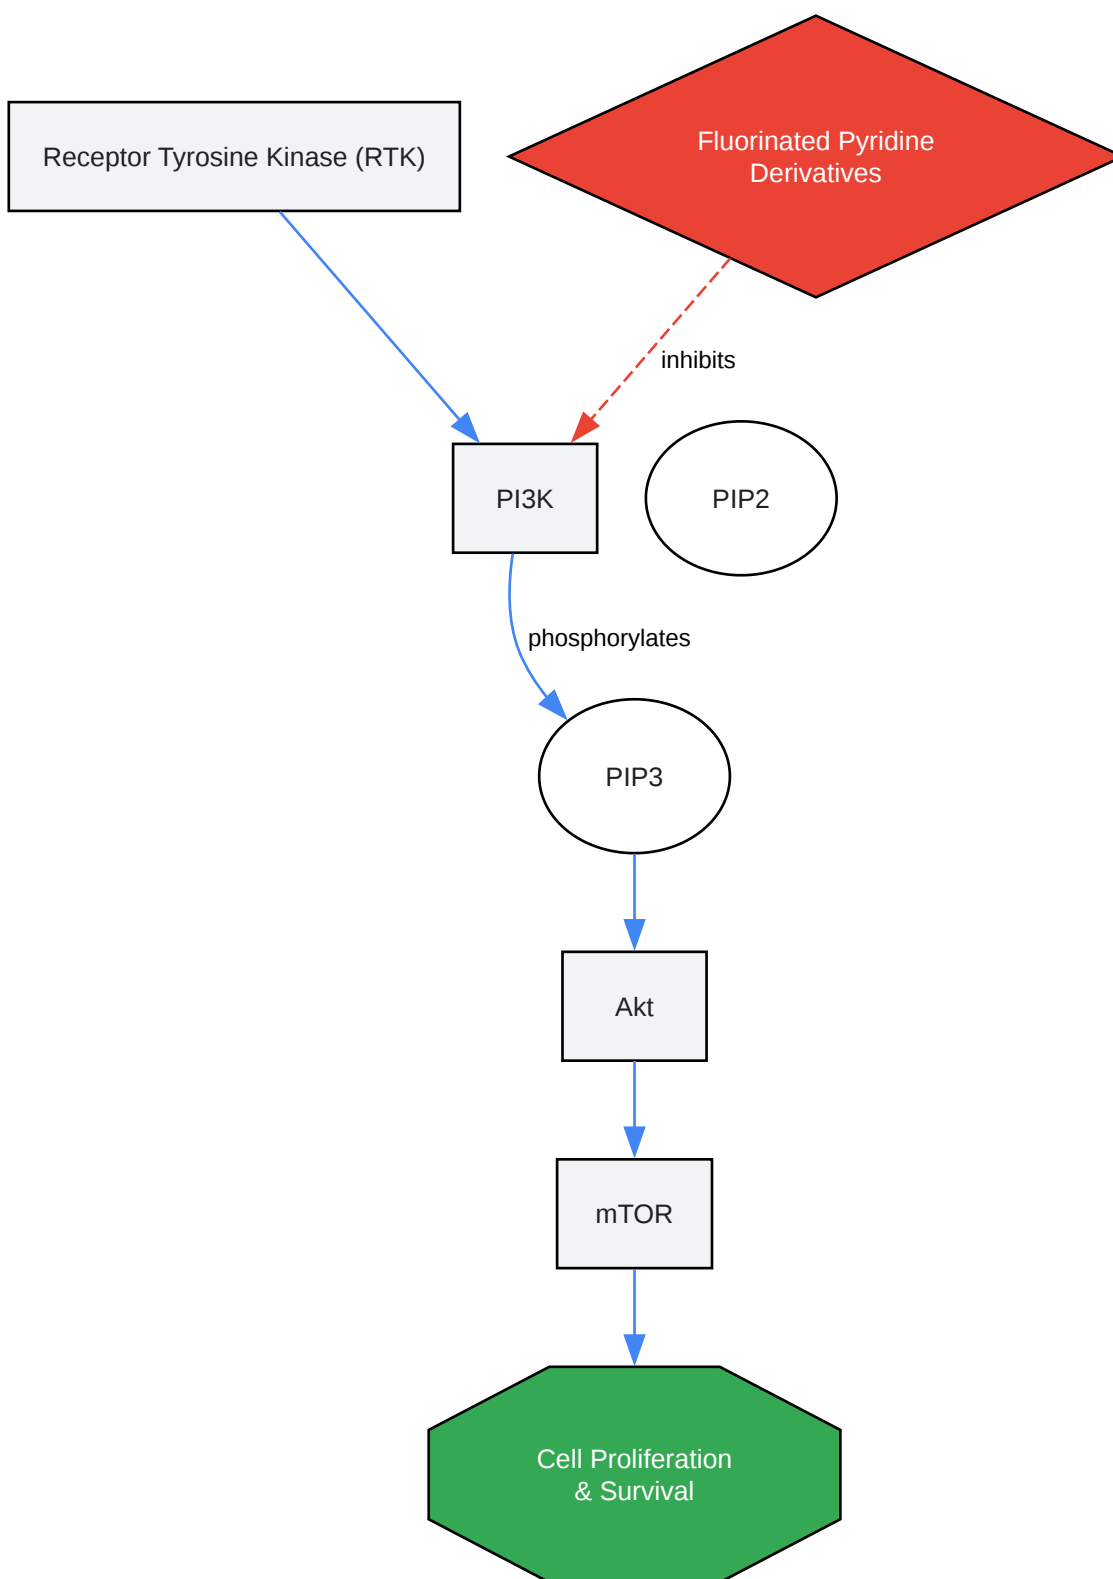 Receptor Tyrosine Kinase (RTK)
Fluorinated Pyridine
Derivatives
inhibits
PI3K
PIP2
phosphorylates
PIP3
Akt
mTOR
Cell Proliferation
& Survival